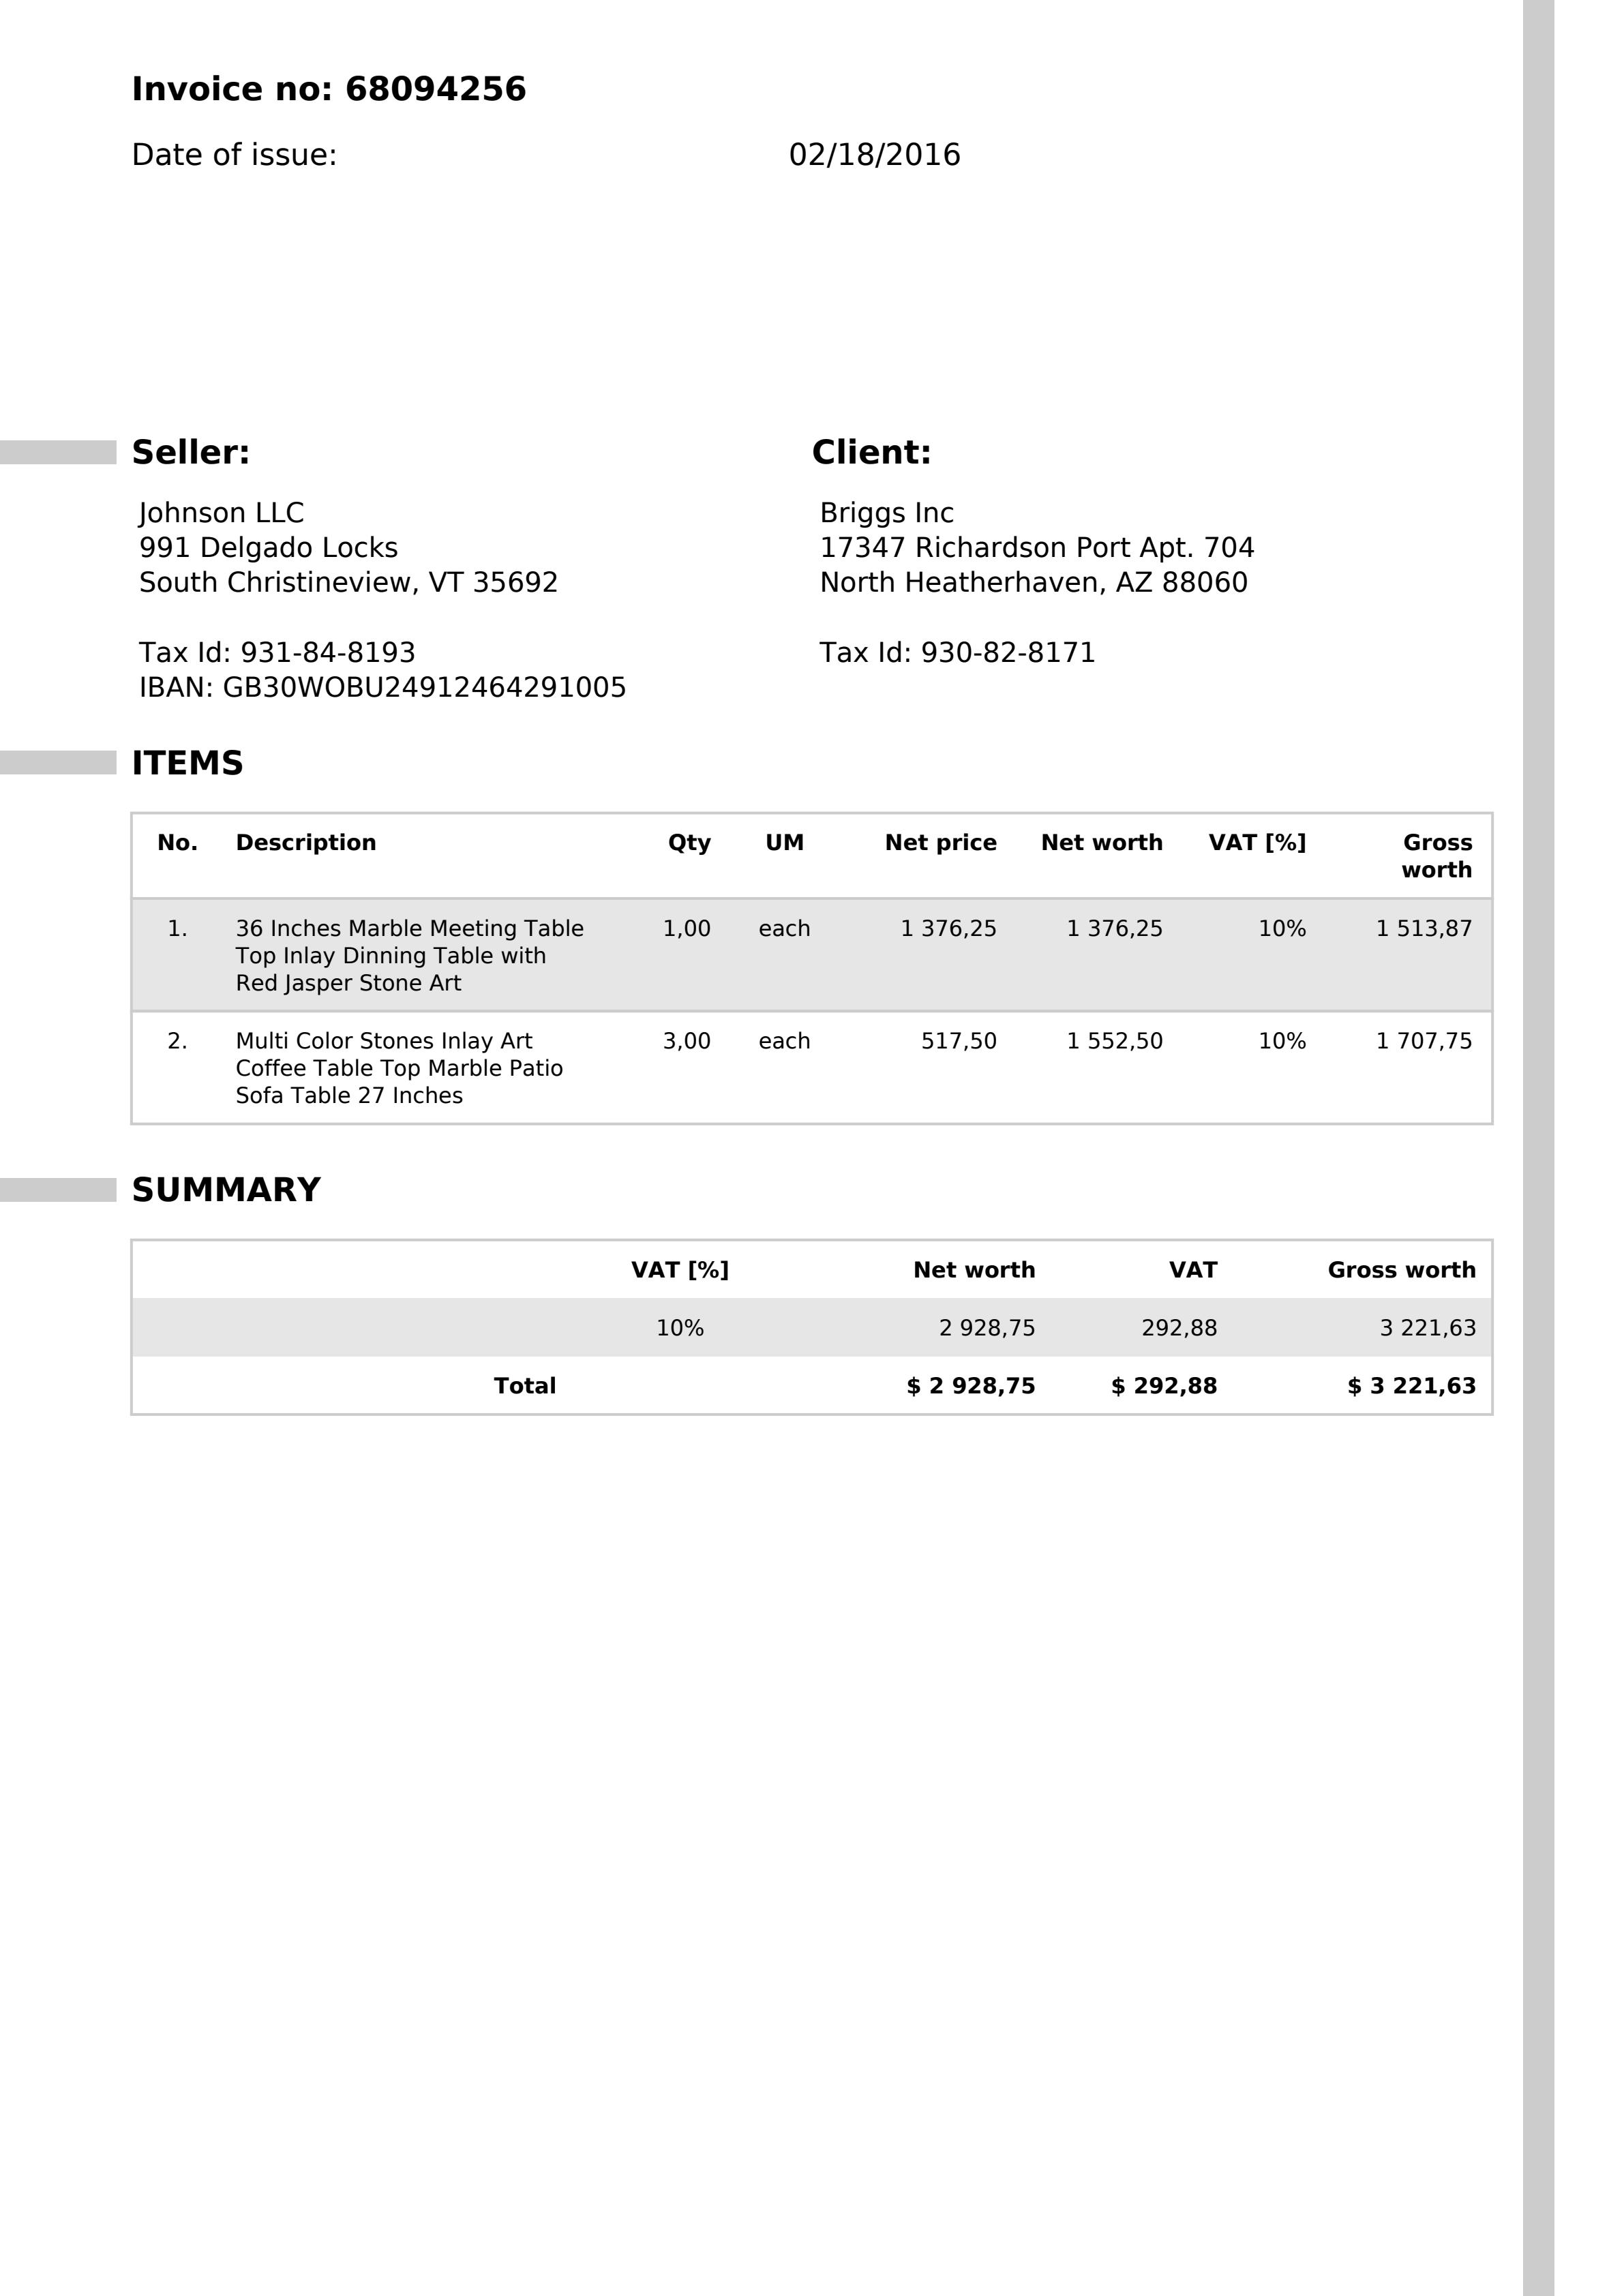 Invoice no: 68094256
Date of issue: 02/18/2016
Seller:
Johnson LLC
991 Delgado Locks
South Christineview, VT 35692
Tax Id: 931-84-8193
IBAN: GB30WOBU24912464291005
Client:
Briggs Inc
17347 Richardson Port Apt. 704
North Heatherhaven, AZ 88060
Tax Id: 930-82-8171
ITEMS
No. Description Qty UM Net price Net worth VAT [%] Gross
worth
1. 36 Inches Marble Meeting Table 1,00 each 1 376,25 1 376,25 10% 1 513,87
Top Inlay Dinning Table with
Red Jasper Stone Art
2. Multi Color Stones Inlay Art 3,00 each 517,50 1 552,50 10% 1 707,75
Coffee Table Top Marble Patio
Sofa Table 27 Inches
SUMMARY
VAT [%] Net worth VAT Gross worth
10% 2 928,75 292,88 3 221,63
Total $ 2 928,75 $ 292,88 $ 3 221,63